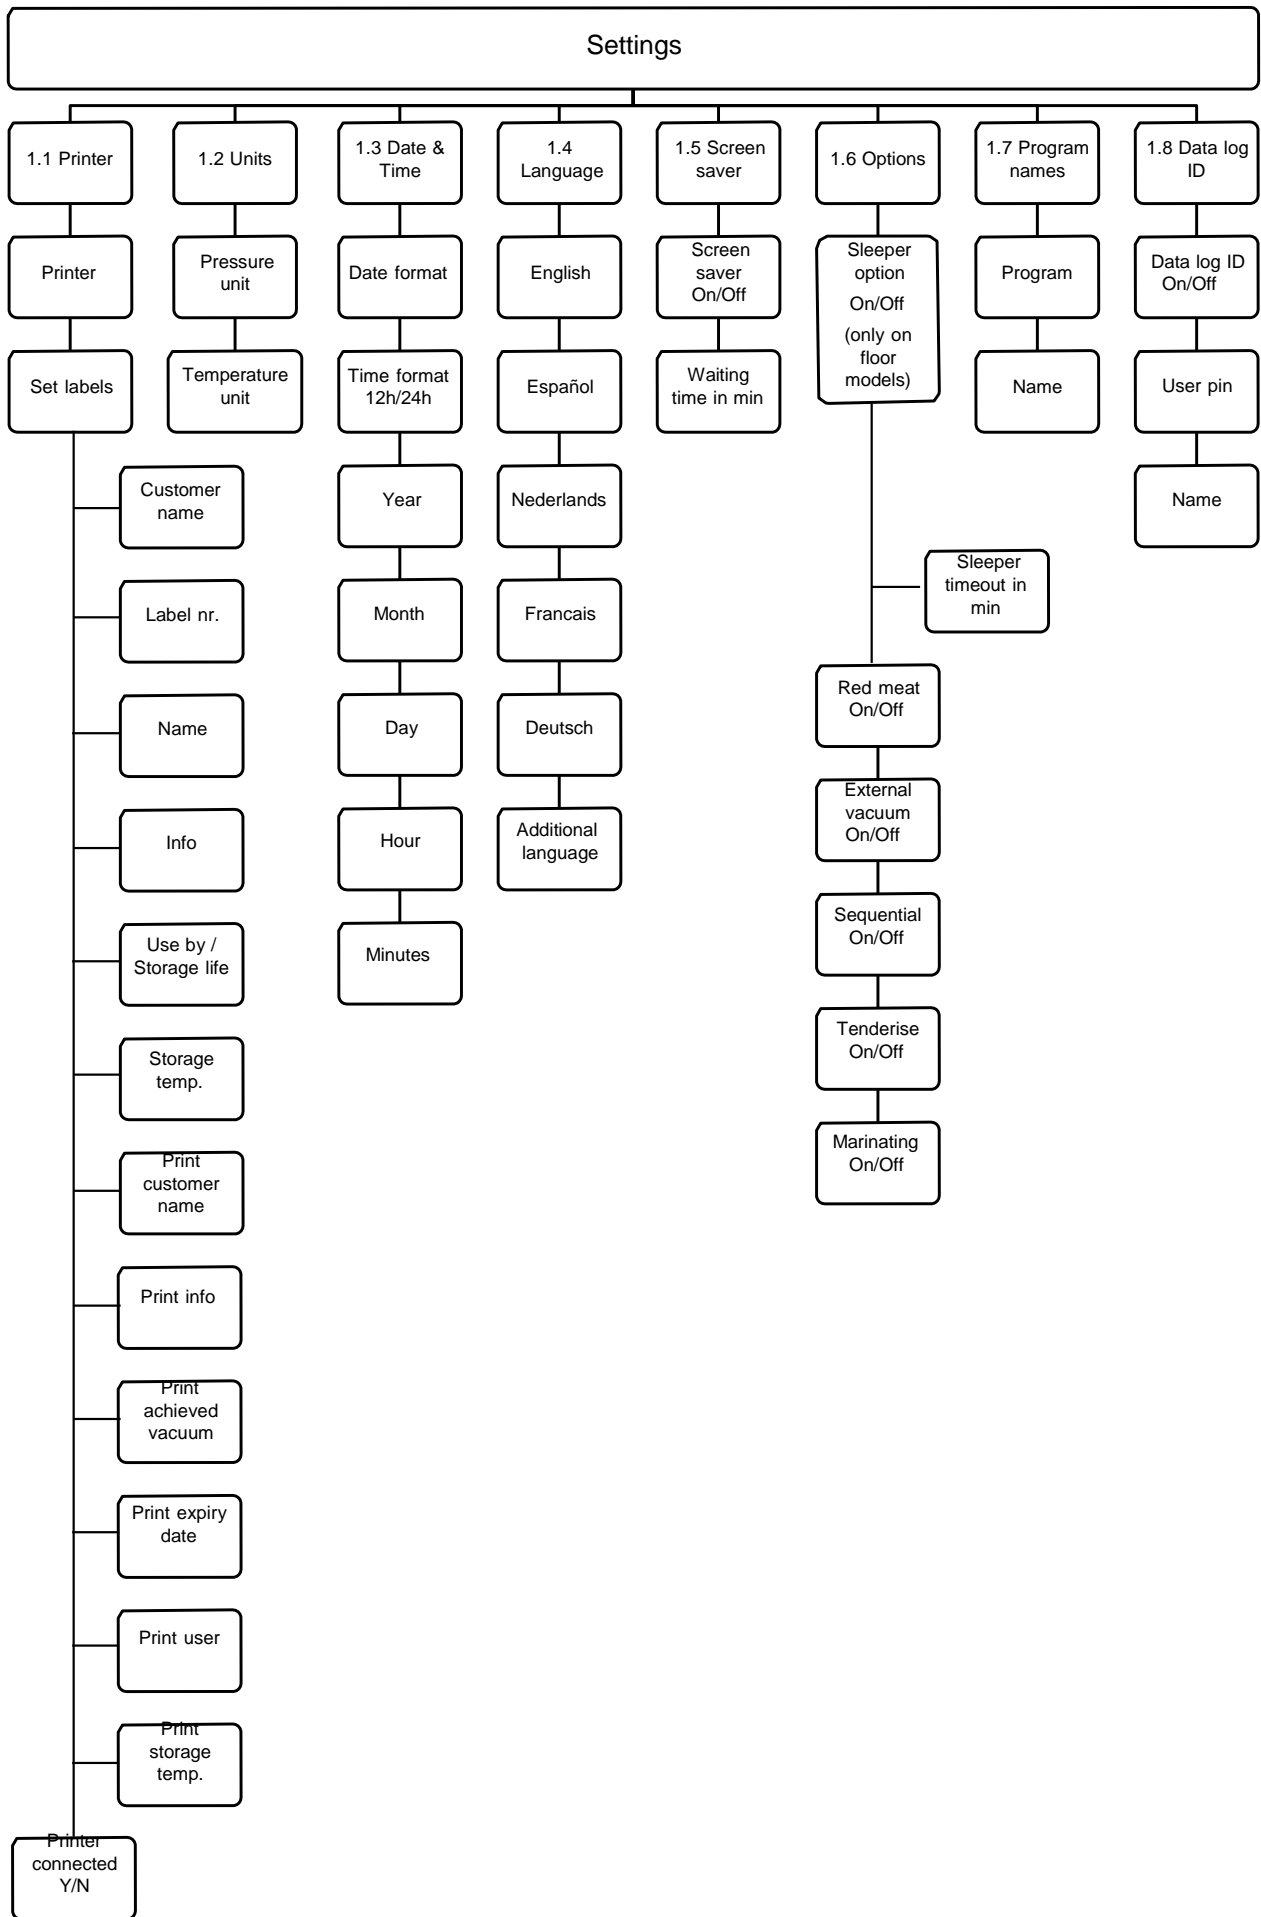 Settings
1.1 Printer
Printer
Set labels
Customer
name
Label nr.
Name
Info
Use by /
Storage life
Storage
temp.
Print
customer
name
Print info
Print
achieved
vacuum
Print expiry
date
Print user
Print
storage
temp.
Printer
connected
Y/N
1.2 Units
Pressure
unit
Temperature
unit
1.3 Date &
Time
Date format
Time format
12h/24h
Year
Month
Day
Hour
Minutes
1.4
Language
English
Español
Nederlands
Francais
Deutsch
Additional
language
1.5 Screen
saver
Screen
saver
On/Off
Waiting
time in min
1.6 Options
Sleeper
option
On/Off
(only on
floor
models)
Sleeper
timeout in
min
Red meat
On/Off
External
vacuum
On/Off
Sequential
On/Off
Tenderise
On/Off
Marinating
On/Off
1.7 Program
names
Program
Name
1.8 Data log
ID
Data log ID
On/Off
User pin
Name